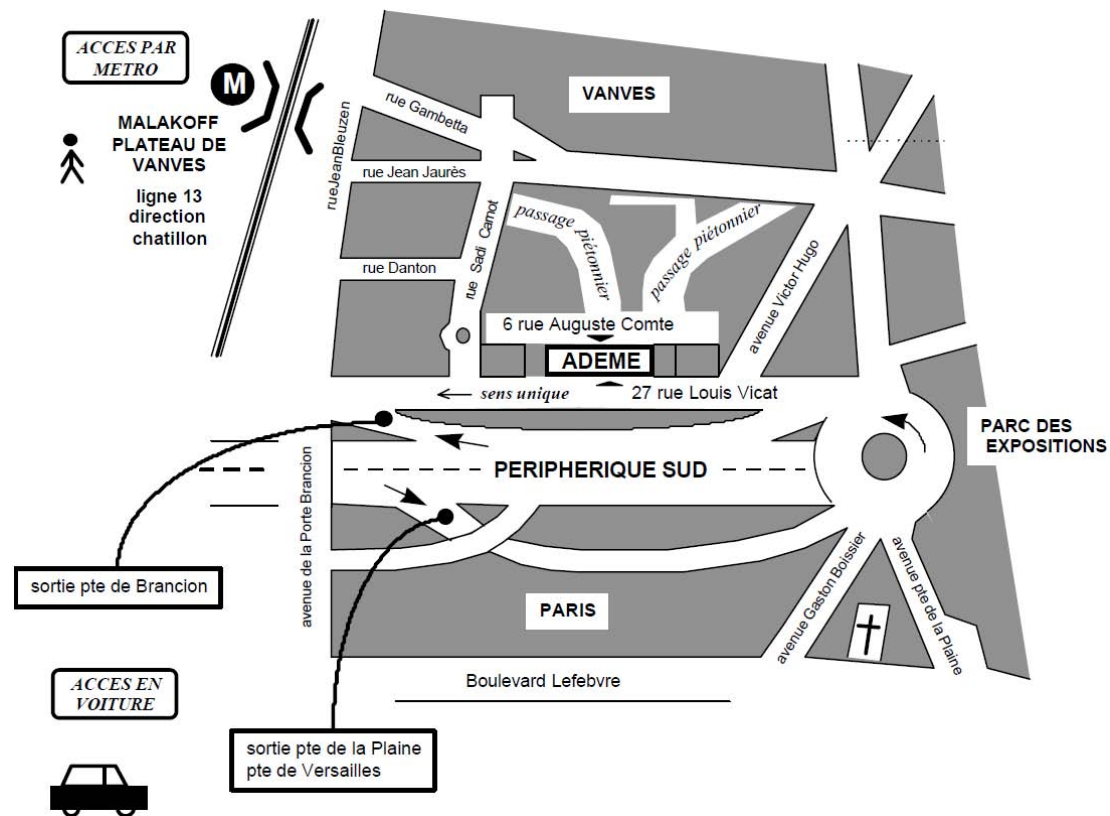 ACCES PAR
METRO
M
MALAKOFF
PLATEAU DE
VANVES
ligne 13
direction
chatillon
VANVES
rue Gambetta
rueJeanBleuzen
rue Jean Jaurès
passage piétonnier
passage piétonnier
rue Sadi Carnot
rue Danton
avenue Victor Hugo
6 rue Auguste Comte
ADEME
sens unique
27 rue Louis Vicat
PARC DES
EXPOSITIONS
PERIPHERIQUE SUD
avenue de la Porte Brancion
sortie pte de Brancion
PARIS
avenue Gaston Boissier
avenue pte de la Plaine
ACCES EN
VOITURE
Boulevard Lefebvre
sortie pte de la Plaine
pte de Versailles